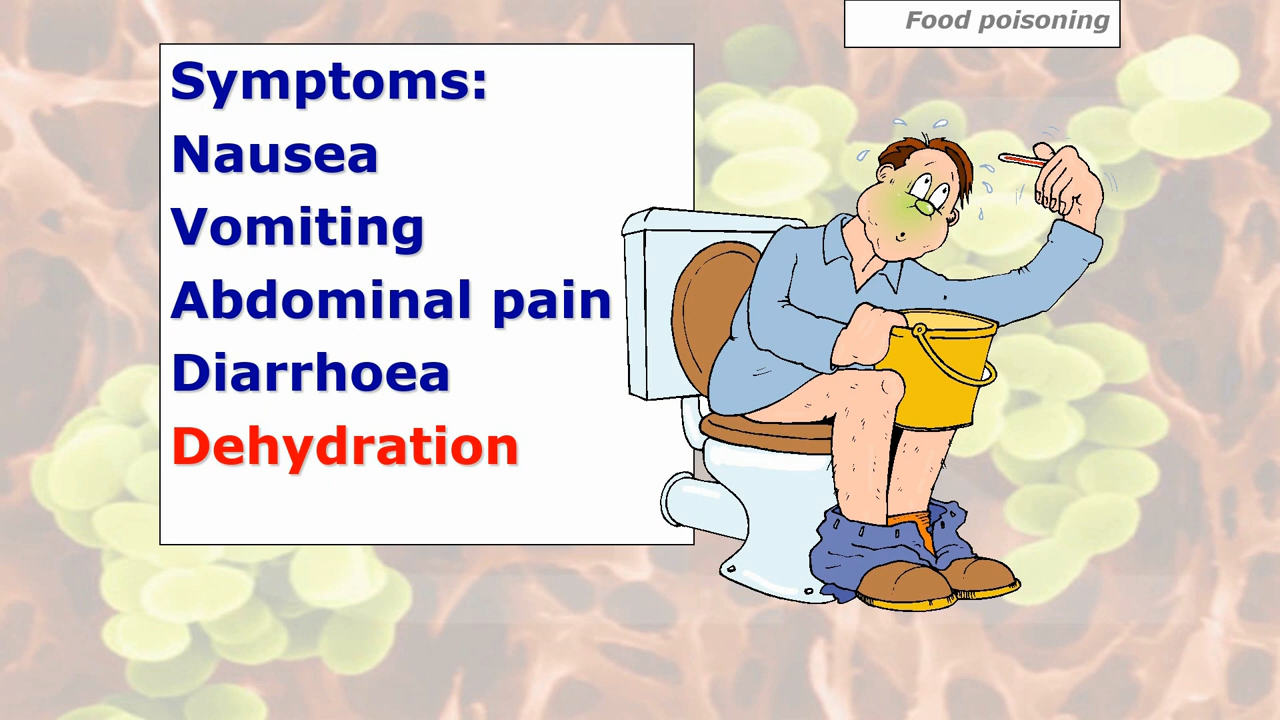 Food poisoning
Symptoms:
Nausea
Vomiting
Abdominal pain
Diarrhoea
Dehydration